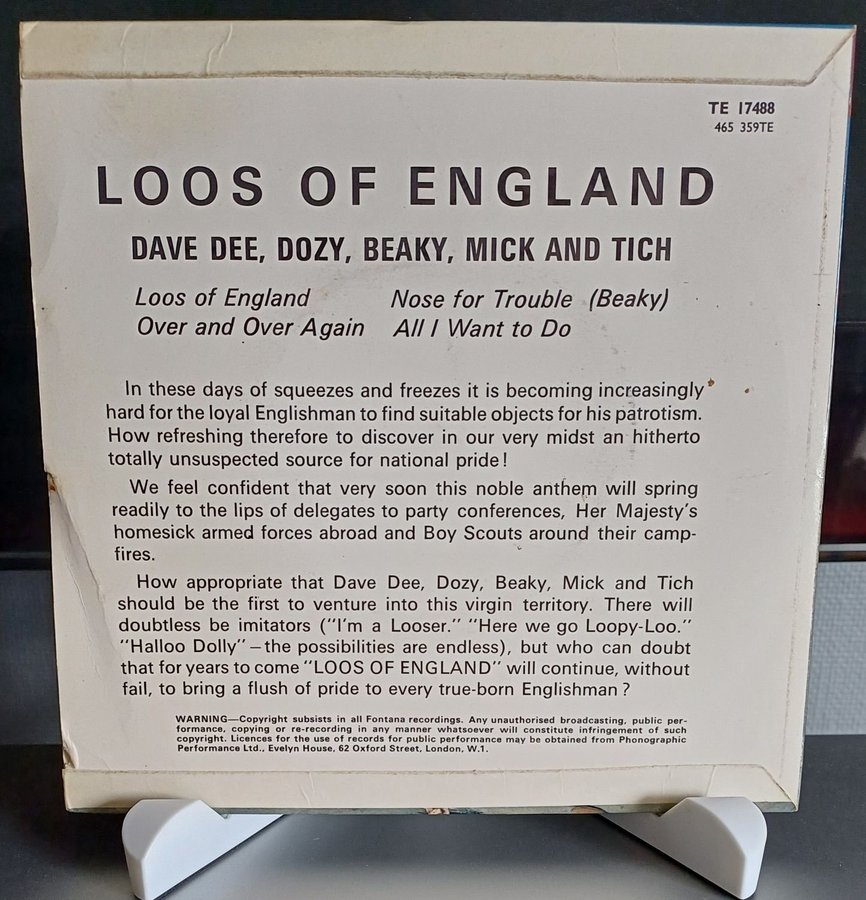 TE 17488
465 359TE
LOOS OF ENGLAND
DAVE DEE, DOZY, BEAKY, MICK AND TICH
Loos of England Nose for Trouble (Beaky)
Over and Over Again All I Want to Do
In these days of squeezes and freezes it is becoming increasingly
hard for the loyal Englishman to find suitable objects for his patrotism.
How refreshing therefore to discover in our very midst an hitherto
totally unsuspected source for national pride!
We feel confident that very soon this noble anthem will spring
readily to the lips of delegates to party conferences, Her Majesty's
homesick armed forces abroad and Boy Scouts around their camp-
fires.
How appropriate that Dave Dee, Dozy, Beaky, Mick and Tich
should be the first to venture into this virgin territory. There will
doubtless be imitators ("I'm a Looser." "Here we go Loopy-Loo."
"Halloo Dolly"—the possibilities are endless), but who can doubt
that for years to come "LOOS OF ENGLAND" will continue, without
fail, to bring a flush of pride to every true-born Englishman?
WARNING—Copyright subsists in all Fontana recordings. Any unauthorised broadcasting, public per-
formance, copying or re-recording in any manner whatsoever will constitute infringement of such
copyright. Licences for the use of records for public performance may be obtained from Phonographic
Performance Ltd., Evelyn House, 62 Oxford Street, London, W.1.